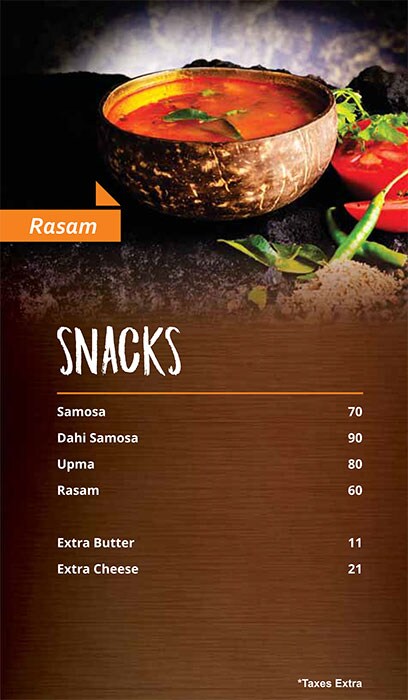 Rasam
SNACKS
Samosa 70
Dahi Samosa 90
Upma 80
Rasam 60
Extra Butter 11
Extra Cheese 21
*Taxes Extra